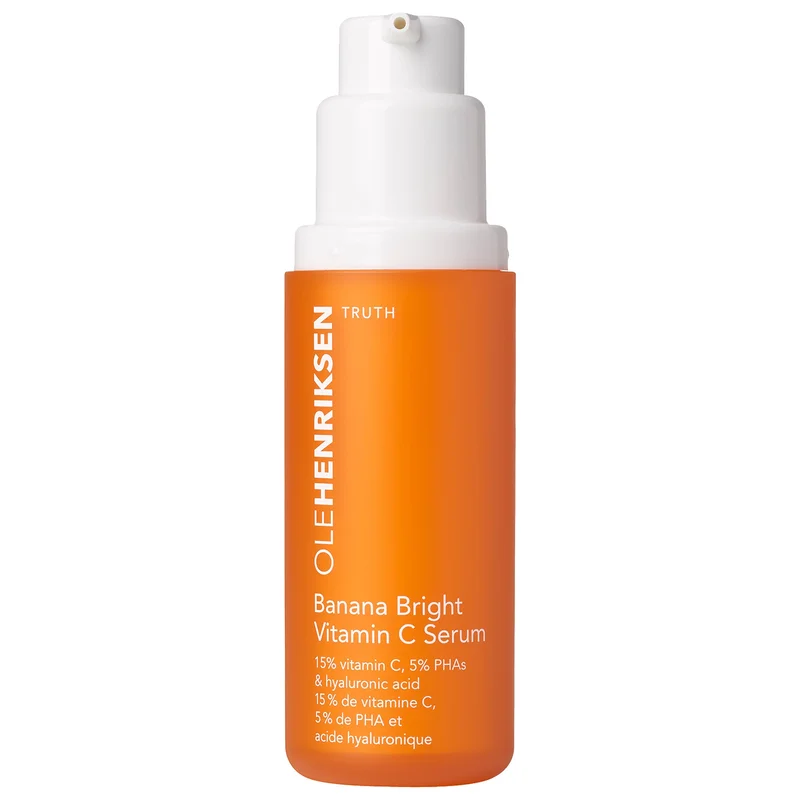 OLEHENRIKSEN
TRUTH
Banana Bright
Vitamin C Serum
15% vitamin C, 5% PHAs
& hyaluronic acid
15% de vitamine C,
5% de PHA et
acide hyaluronique